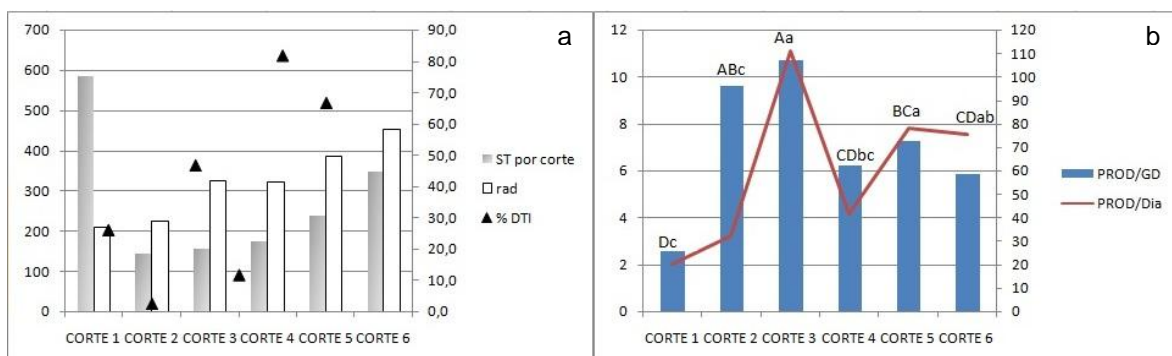 a
700
600
500
400
300
200
100
0
90,0
80,0
70,0
60,0
50,0
40,0
30,0
20,0
10,0
0,0
CORTE 1 CORTE 2 CORTE 3 CORTE 4 CORTE 5 CORTE 6
ST por corte
rad
% DTI
b
12
10
8
6
4
2
0
120
110
100
90
80
70
60
50
40
30
20
10
0
Dc
ABc
Aa
CDbc
BCa
CDab
CORTE 1 CORTE 2 CORTE 3 CORTE 4 CORTE 5 CORTE 6
PROD/GD
PROD/Dia